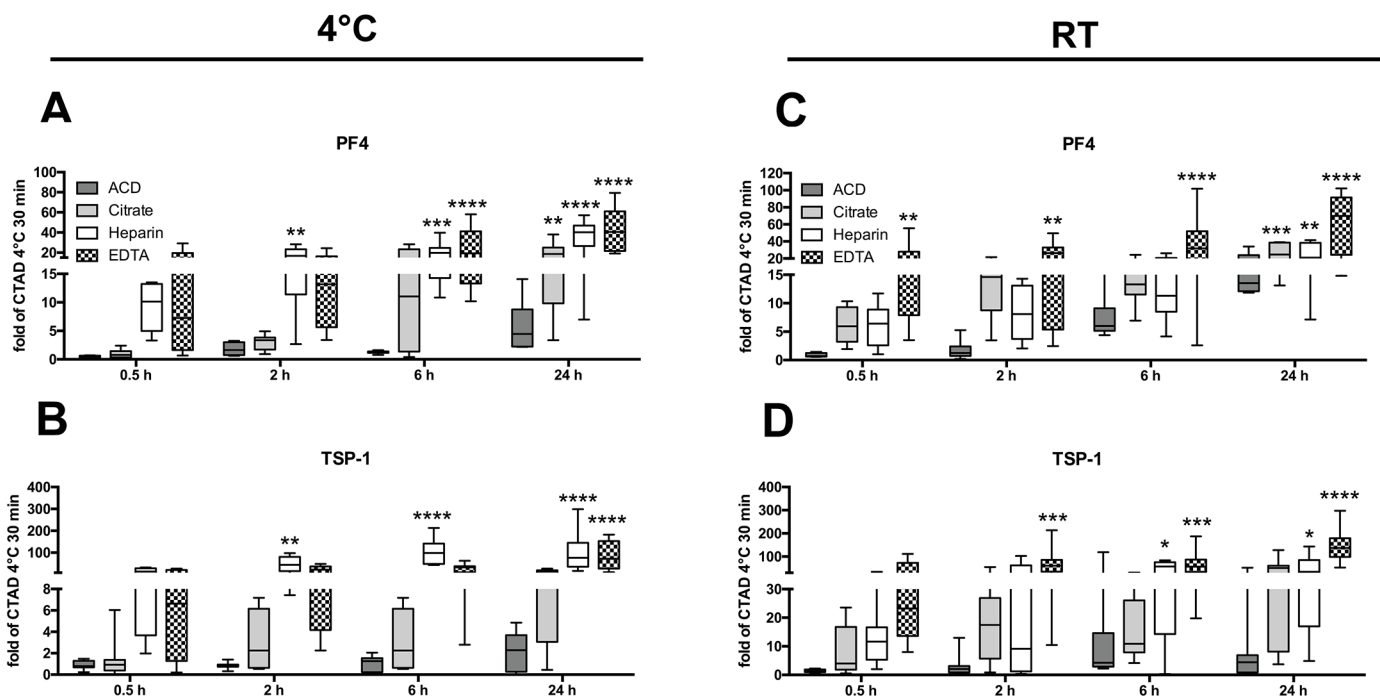 4°C
RT
A
PF4
fold of CTAD 4°C 30 min
100
80
60
40
20
15
10
5
0
ACD
Citrate
Heparin
EDTA
**
***
****
**
****
****
0.5 h
2 h
6 h
24 h
C
PF4
fold of CTAD 4°C 30 min
120
100
80
60
40
20
15
10
5
0
ACD
Citrate
Heparin
EDTA
**
**
****
***
**
****
0.5 h
2 h
6 h
24 h
B
TSP-1
fold of CTAD 4°C 30 min
400
300
200
100
8
6
4
2
0
**
****
****
****
0.5 h
2 h
6 h
24 h
D
TSP-1
fold of CTAD 4°C 30 min
400
300
200
100
30
20
10
0
***
*
***
*
****
0.5 h
2 h
6 h
24 h